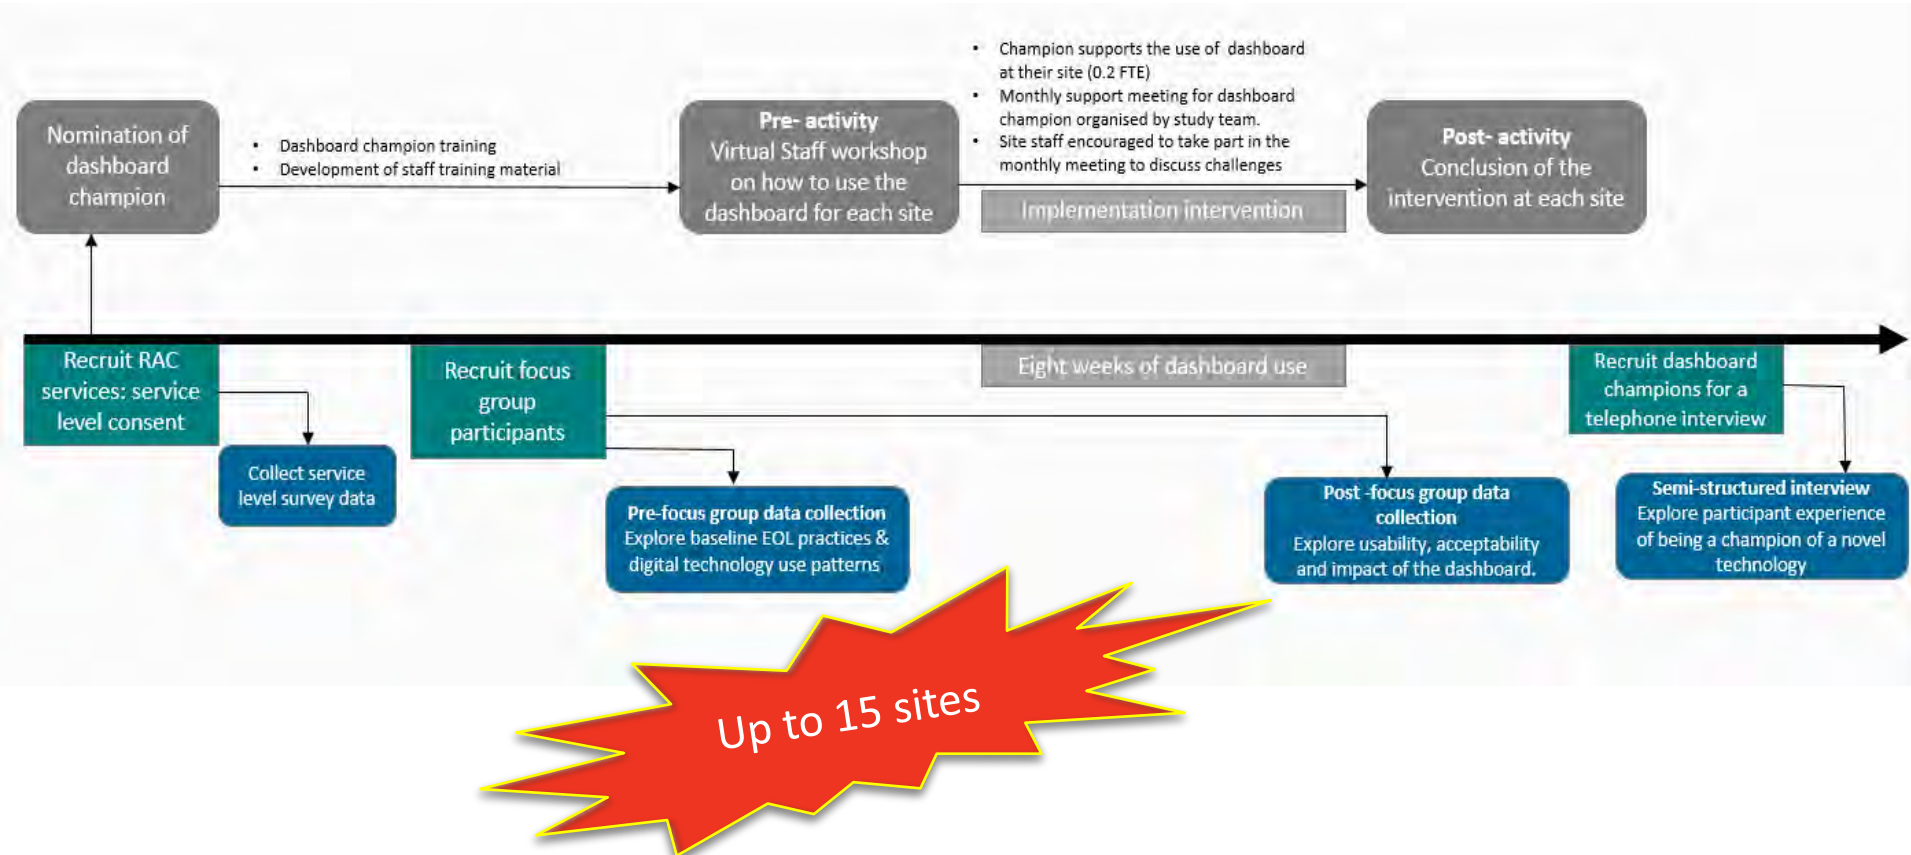 • Champion supports the use of dashboard
at their site (0.2 FTE)
• Monthly support meeting for dashboard
champion organised by study team.
• Site staff encouraged to take part in the
monthly meeting to discuss challenges
Nomination of
dashboard
champion
• Dashboard champion training
• Development of staff training material
Pre- activity
Virtual Staff workshop
on how to use the
dashboard for each site
Implementation intervention
Post- activity
Conclusion of the
intervention at each site
Recruit RAC
services: service
level consent
Recruit focus
group
participants
Eight weeks of dashboard use
Recruit dashboard
champions for a
telephone interview
Collect service
level survey data
Pre-focus group data collection
Explore baseline EOL practices &
digital technology use patterns
Post -focus group data
collection
Explore usability, acceptability
and impact of the dashboard.
Semi-structured interview
Explore participant experience
of being a champion of a novel
technology
Up to 15 sites